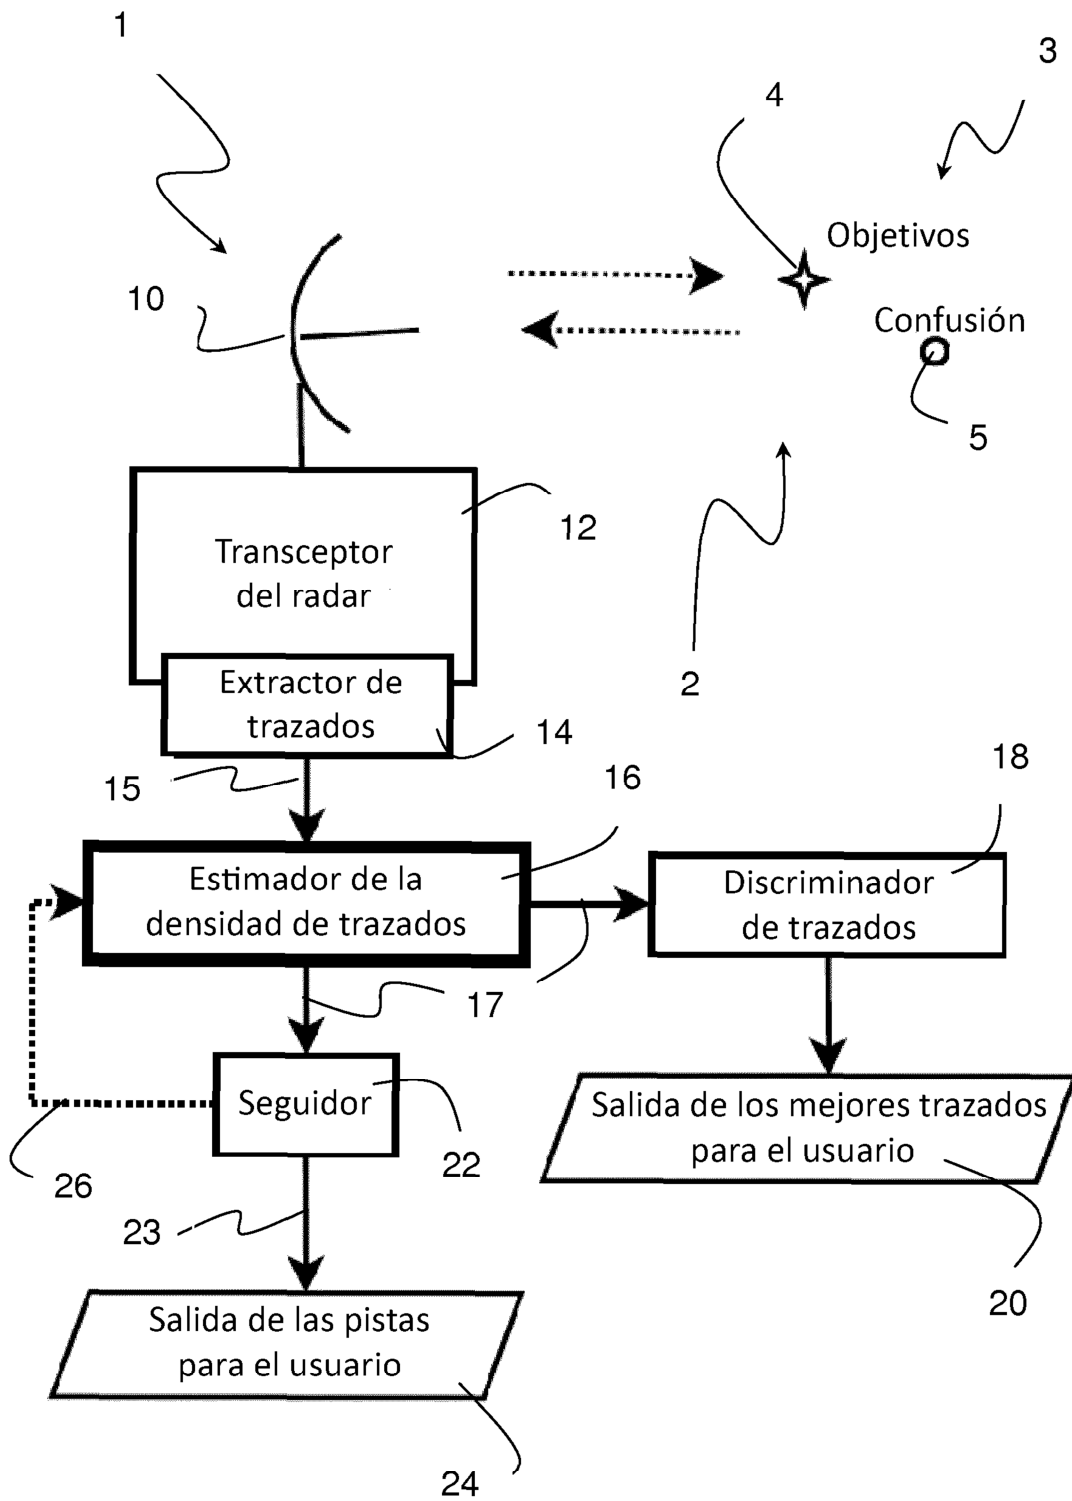 1
3
4
Objetivos
10
Confusión
5
12
Transceptor
del radar
2
Extractor de
trazados
14
15
16
18
Estimador de la
densidad de trazados
Discriminador
de trazados
17
Seguidor
22
26
Salida de los mejores trazados
para el usuario
23
20
Salida de las pistas
para el usuario
24